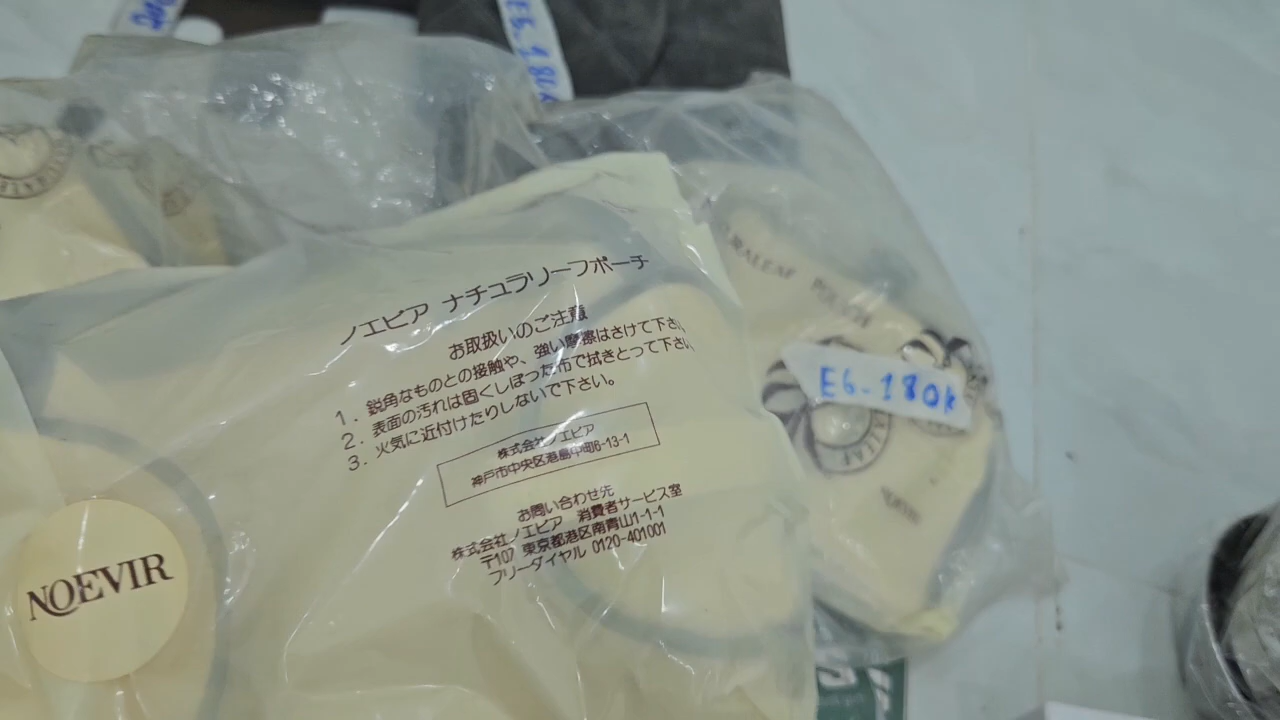 E6-180k
ノエビア ナチュラリーフポーチ
お取扱いのご注意
1. 鋭角なものとの接触や、強い摩擦はさけて下さい
2. 表面の汚れは固くしぼった布で拭きとって下さい
3. 火気に近付けたりしないで下さい。
株式会社ノエビア
神戸市中央区港島中町6-13-1
お問い合わせ先
株式会社ノエビア 消費者サービス室
〒107 東京都港区南青山1-1-1
フリーダイヤル 0120-401001
NOEVIR
POUCH
E6-180k
NOEVIR